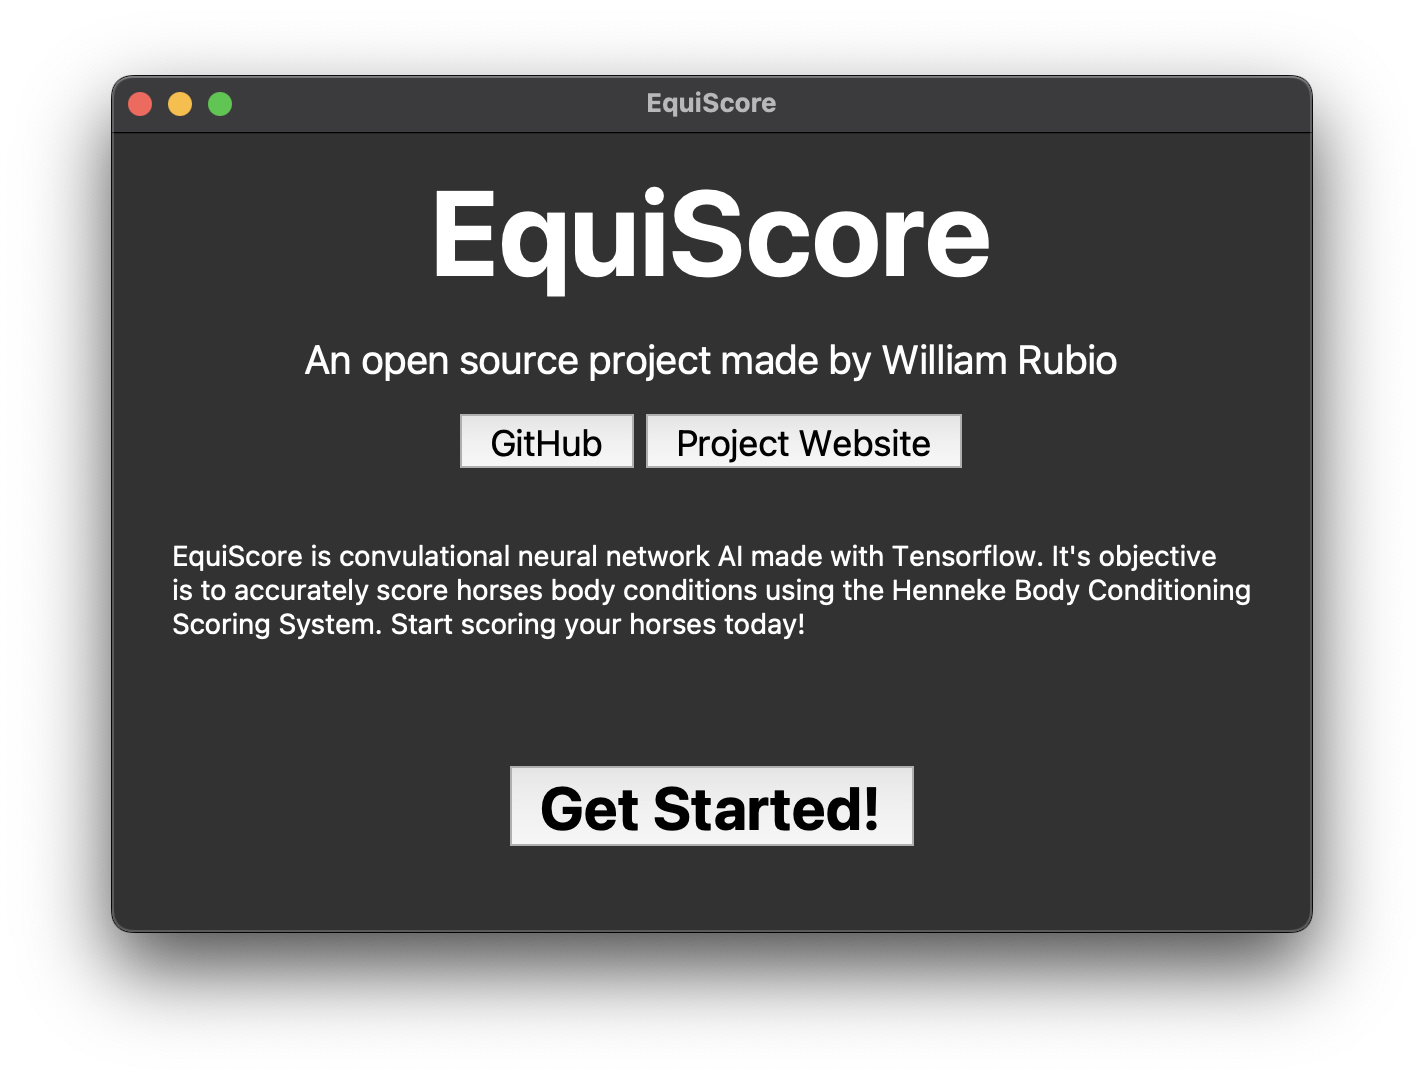 EquiScore
EquiScore
An open source project made by William Rubio
GitHub Project Website
EquiScore is convulational neural network AI made with Tensorflow. It's objective
is to accurately score horses body conditions using the Henneke Body Conditioning
Scoring System. Start scoring your horses today!
Get Started!